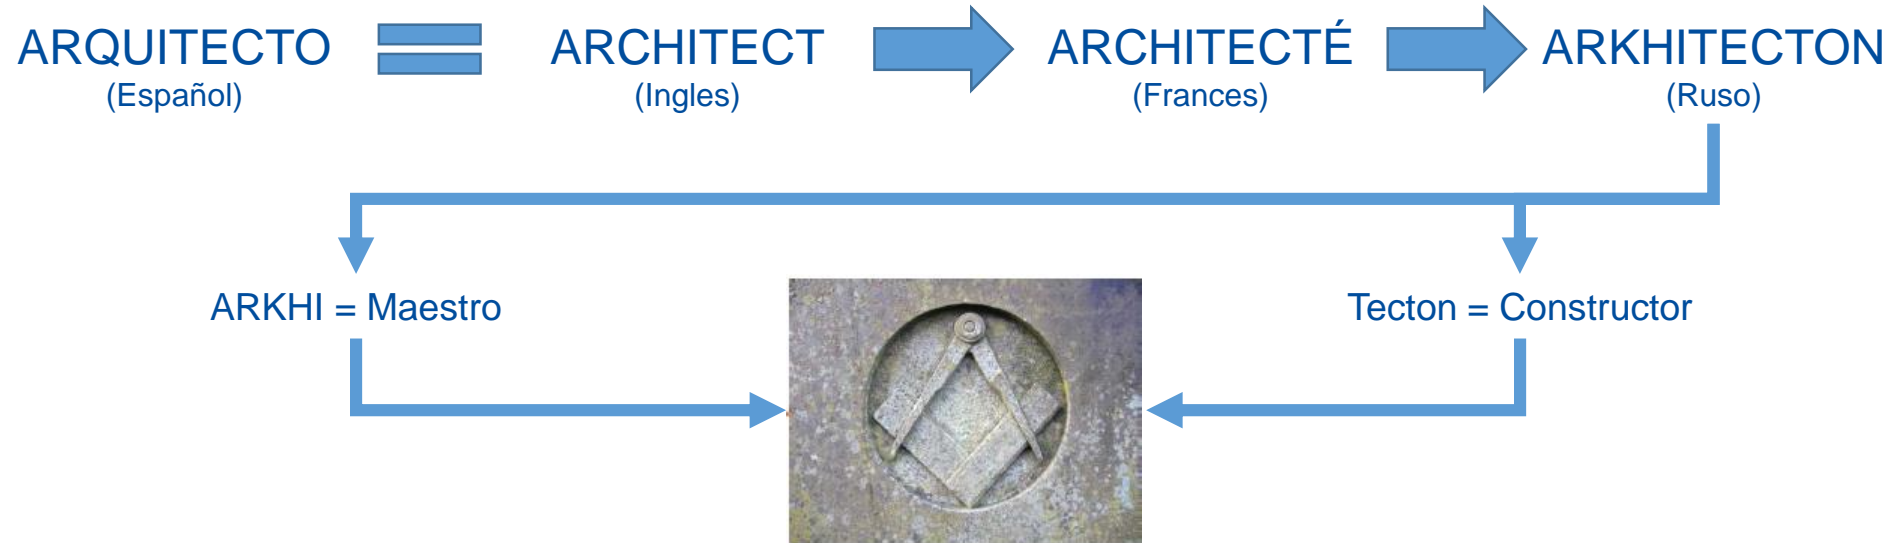 ARQUITECTO
(Español)
ARCHITECT
(Ingles)
ARCHITECTÉ
(Frances)
ARKHITECTON
(Ruso)
ARKHI = Maestro
Tecton = Constructor